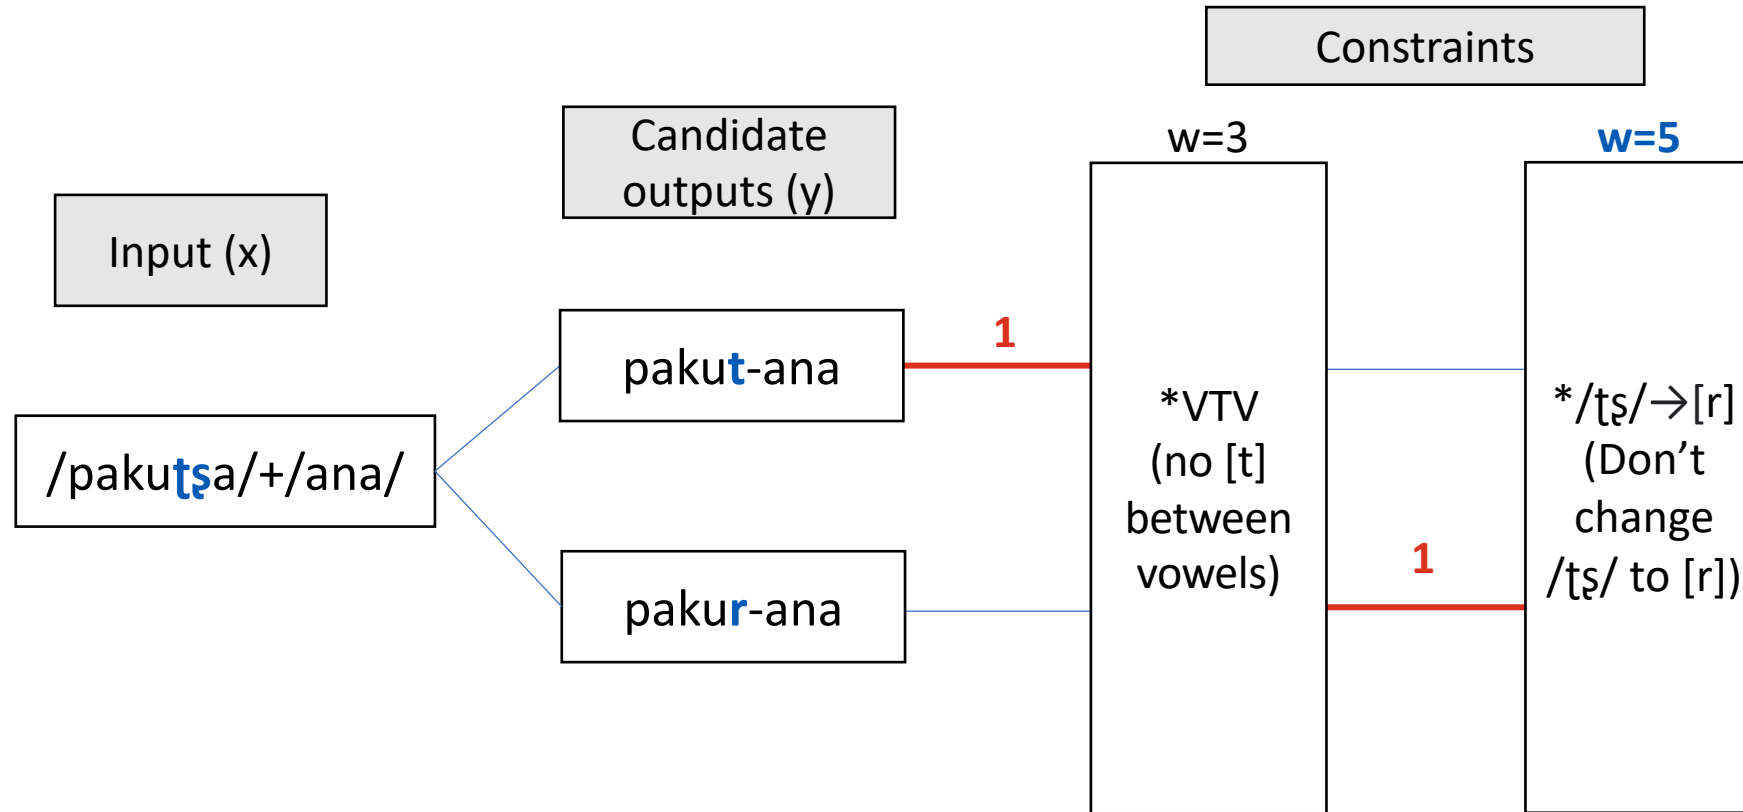 Constraints
Candidate
outputs (y)
w=3
w=5
Input (x)
1
pakut-ana
*VTV
(no [t]
between
vowels)
*/ʈʂ/→[r]
(Don’t
change
/ʈʂ/ to [r])
/pakuʈʂa/+/ana/
1
pakur-ana